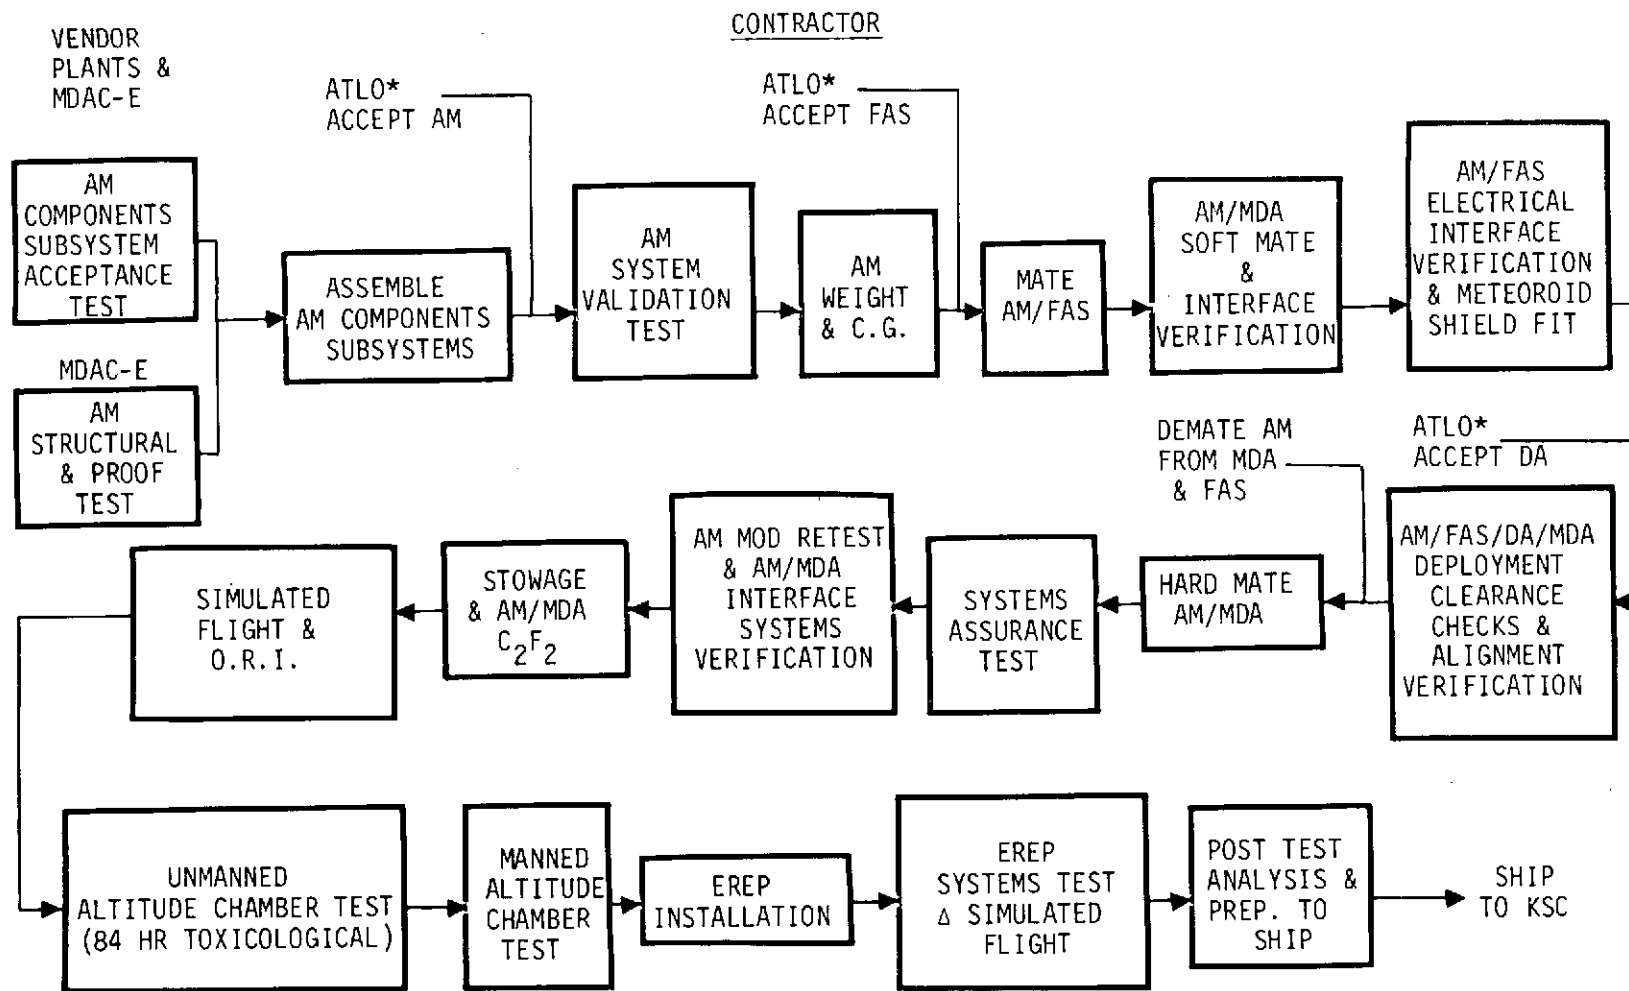 CONTRACTOR
VENDOR
PLANTS &
MDAC-E
ATLO*
ACCEPT AM
ATLO*
ACCEPT FAS
AM
COMPONENTS
SUBSYSTEM
ACCEPTANCE
TEST
MDAC-E
AM
STRUCTURAL
& PROOF
TEST
ASSEMBLE
AM COMPONENTS
SUBSYSTEMS
AM
SYSTEM
VALIDATION
TEST
AM
WEIGHT
& C.G.
MATE
AM/FAS
AM/MDA
SOFT MATE
&
INTERFACE
VERIFICATION
AM/FAS
ELECTRICAL
INTERFACE
VERIFICATION
& METEOROID
SHIELD FIT
ATLO*
ACCEPT DA
AM/FAS/DA/MDA
DEPLOYMENT
CLEARANCE
CHECKS &
ALIGNMENT
VERIFICATION
DEMATE AM
FROM MDA
& FAS
HARD MATE
AM/MDA
SYSTEMS
ASSURANCE
TEST
AM MOD RETEST
& AM/MDA
INTERFACE
SYSTEMS
VERIFICATION
STOWAGE
& AM/MDA
C2F2
SIMULATED
FLIGHT &
O.R.I.
UNMANNED
ALTITUDE CHAMBER TEST
(84 HR TOXICOLOGICAL)
MANNED
ALTITUDE
CHAMBER
TEST
EREP
INSTALLATION
EREP
SYSTEMS TEST
Δ SIMULATED
FLIGHT
POST TEST
ANALYSIS &
PREP. TO
SHIP
SHIP
TO KSC